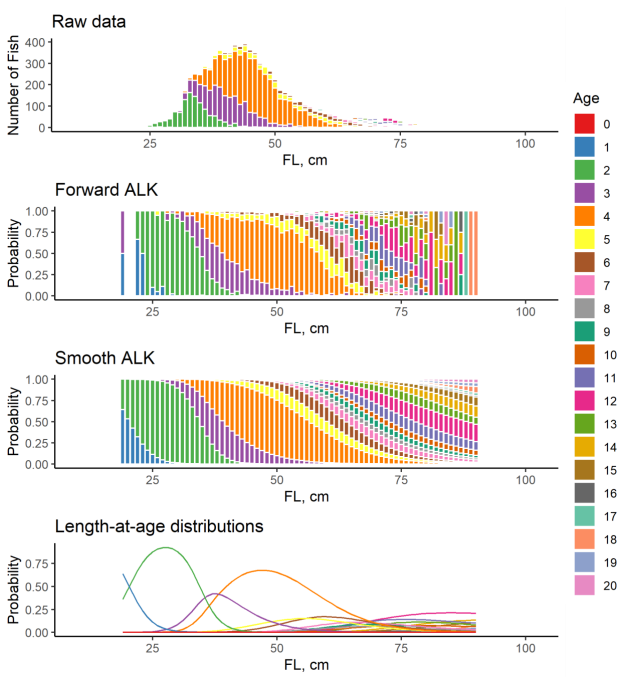 Raw data
Number of Fish
400
300
200
100
0
25 50 75 100
FL, cm
Forward ALK
Probability
1.00
0.75
0.50
0.25
0.00
25 50 75 100
FL, cm
Smooth ALK
Probability
1.00
0.75
0.50
0.25
0.00
25 50 75 100
FL, cm
Length-at-age distributions
Probability
0.75
0.50
0.25
0.00
25 50 75 100
FL, cm
Age
0
1
2
3
4
5
6
7
8
9
10
11
12
13
14
15
16
17
18
19
20